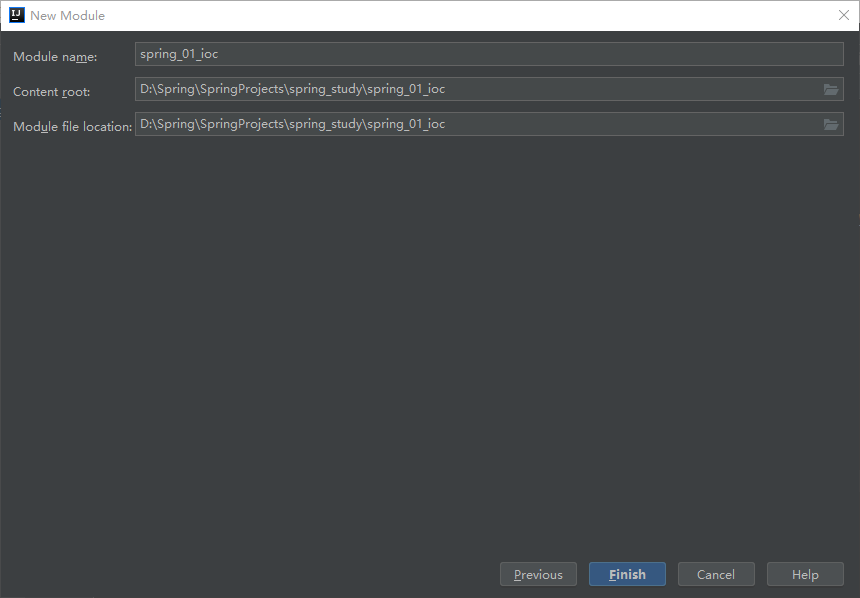 IJ New Module
Module name: spring_01_ioc
Content root: D:\Spring\SpringProjects\spring_study\spring_01_ioc
Module file location: D:\Spring\SpringProjects\spring_study\spring_01_ioc
Previous Finish Cancel Help